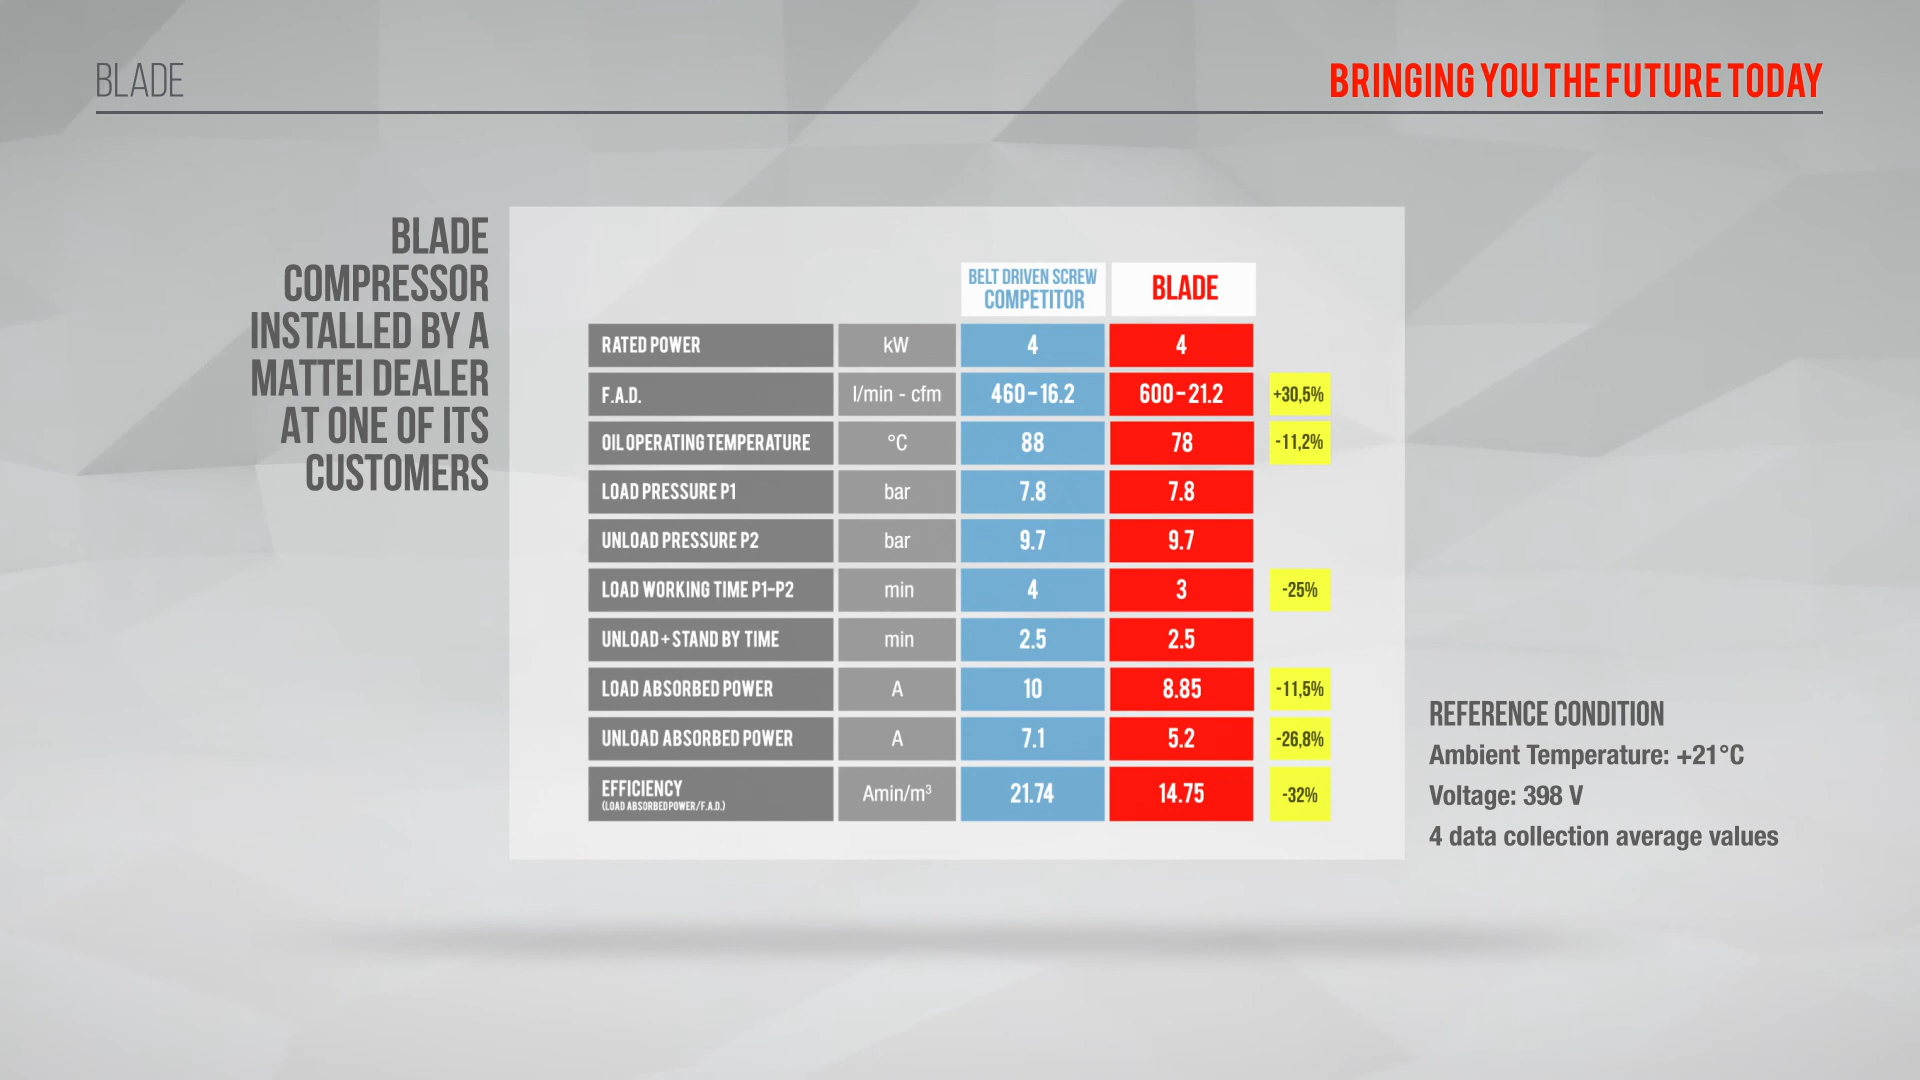 BLADE
BRINGING YOU THE FUTURE TODAY
BLADE
COMPRESSOR
INSTALLED BY A
MATTEI DEALER
AT ONE OF ITS
CUSTOMERS
BELT DRIVEN SCREW
COMPETITOR
BLADE
RATED POWER kW 4 4
F.A.D. l/min - cfm 460-16.2 600-21.2 +30,5%
OIL OPERATING TEMPERATURE °C 88 78 -11,2%
LOAD PRESSURE P1 bar 7.8 7.8
UNLOAD PRESSURE P2 bar 9.7 9.7
LOAD WORKING TIME P1-P2 min 4 3 -25%
UNLOAD+STAND BY TIME min 2.5 2.5
LOAD ABSORBED POWER A 10 8.85 -11,5%
UNLOAD ABSORBED POWER A 7.1 5.2 -26,8%
EFFICIENCY Amin/m³ 21.74 14.75 -32%
(LOAD ABSORBED POWER/F.A.D.)
REFERENCE CONDITION
Ambient Temperature: +21°C
Voltage: 398 V
4 data collection average values